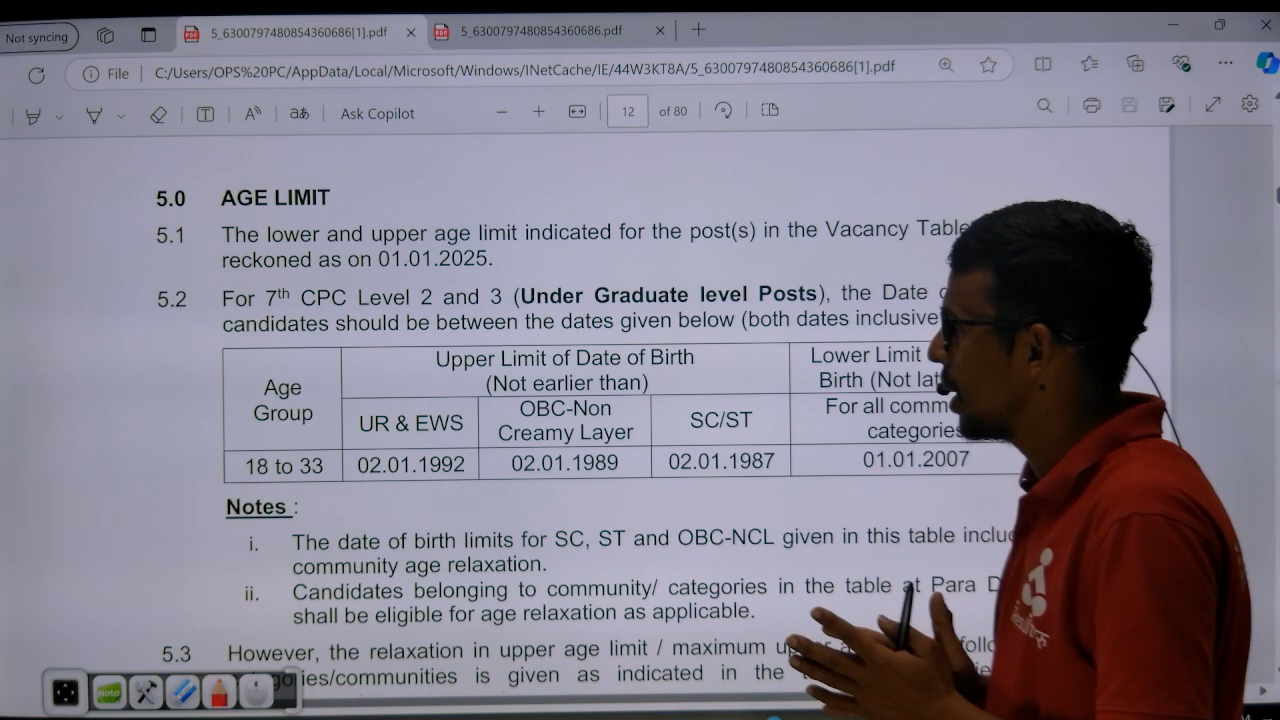 Not syncing
5_6300797480854360686[1].pdf
5_6300797480854360686.pdf
File C:/Users/OPS%20PC/AppData/Local/Microsoft/Windows/INetCache/IE/44W3KT8A/5_6300797480854360686[1].pdf
T A aあ Ask Copilot 12 of 80
5.0 AGE LIMIT
5.1 The lower and upper age limit indicated for the post(s) in the Vacancy Table
reckoned as on 01.01.2025.
5.2 For 7th CPC Level 2 and 3 (Under Graduate level Posts), the Date
candidates should be between the dates given below (both dates inclusive
Age
Group
Upper Limit of Date of Birth
(Not earlier than)
Lower Limit
Birth (Not
UR & EWS
OBC-Non
Creamy Layer
SC/ST
For all
categories
18 to 33 02.01.1992 02.01.1989 02.01.1987 01.01.2007
Notes :
i. The date of birth limits for SC, ST and OBC-NCL given in this table
community age relaxation.
ii. Candidates belonging to community/ categories in the table at Para
shall be eligible for age relaxation as applicable.
5.3 However, the relaxation in upper age limit / maximum
ies/communities is given as indicated in the
Note